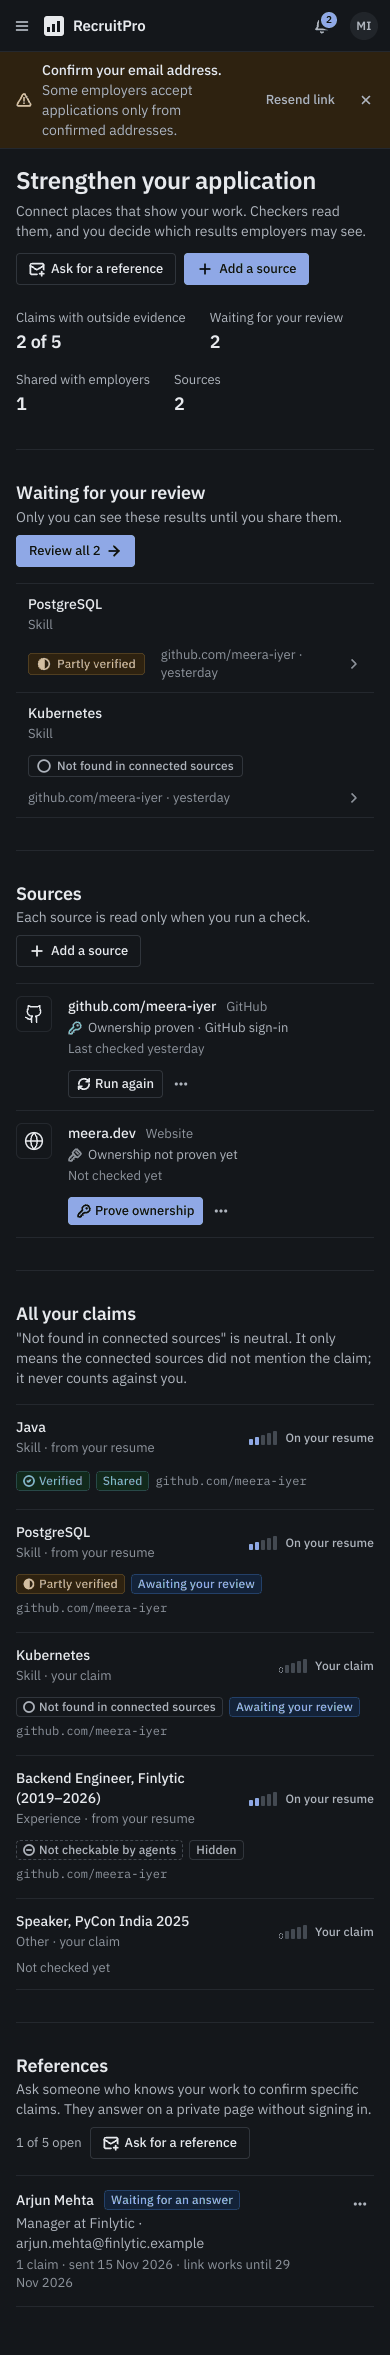 RecruitPro
2
MI
Confirm your email address.
Some employers accept
applications only from
confirmed addresses.
Resend link
Strengthen your application
Connect places that show your work. Checkers read
them, and you decide which results employers may see.
Ask for a reference
Add a source
Claims with outside evidence
2 of 5
Waiting for your review
2
Shared with employers
1
Sources
2
Waiting for your review
Only you can see these results until you share them.
Review all 2
PostgreSQL
Skill
Partly verified
github.com/meera-iyer ·
yesterday
Kubernetes
Skill
Not found in connected sources
github.com/meera-iyer · yesterday
Sources
Each source is read only when you run a check.
Add a source
github.com/meera-iyer GitHub
Ownership proven · GitHub sign-in
Last checked yesterday
Run again
meera.dev Website
Ownership not proven yet
Not checked yet
Prove ownership
All your claims
"Not found in connected sources" is neutral. It only
means the connected sources did not mention the claim;
it never counts against you.
Java
Skill · from your resume
On your resume
Verified Shared github.com/meera-iyer
PostgreSQL
Skill · from your resume
On your resume
Partly verified Awaiting your review
github.com/meera-iyer
Kubernetes
Skill · your claim
Your claim
Not found in connected sources Awaiting your review
github.com/meera-iyer
Backend Engineer, Finlytic
(2019–2026)
Experience · from your resume
On your resume
Not checkable by agents Hidden
github.com/meera-iyer
Speaker, PyCon India 2025
Other · your claim
Your claim
Not checked yet
References
Ask someone who knows your work to confirm specific
claims. They answer on a private page without signing in.
1 of 5 open
Ask for a reference
Arjun Mehta Waiting for an answer
Manager at Finlytic ·
arjun.mehta@finlytic.example
1 claim · sent 15 Nov 2026 · link works until 29
Nov 2026